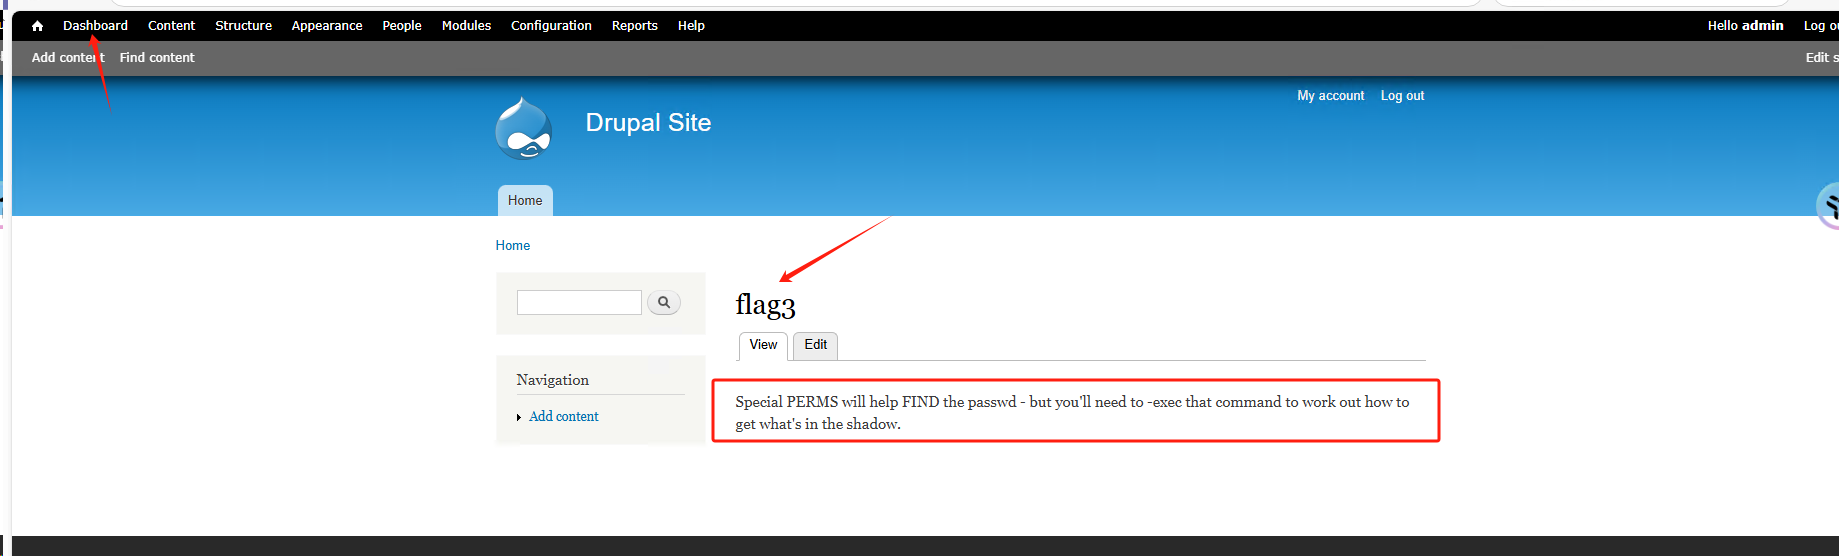 Dashboard Content Structure Appearance People Modules Configuration Reports Help Hello admin Log
Add content Find content Edit
My account Log out
Drupal Site
Home
Home
flag3
View Edit
Navigation
Add content
Special PERMS will help FIND the passwd - but you'll need to -exec that command to work out how to
get what's in the shadow.